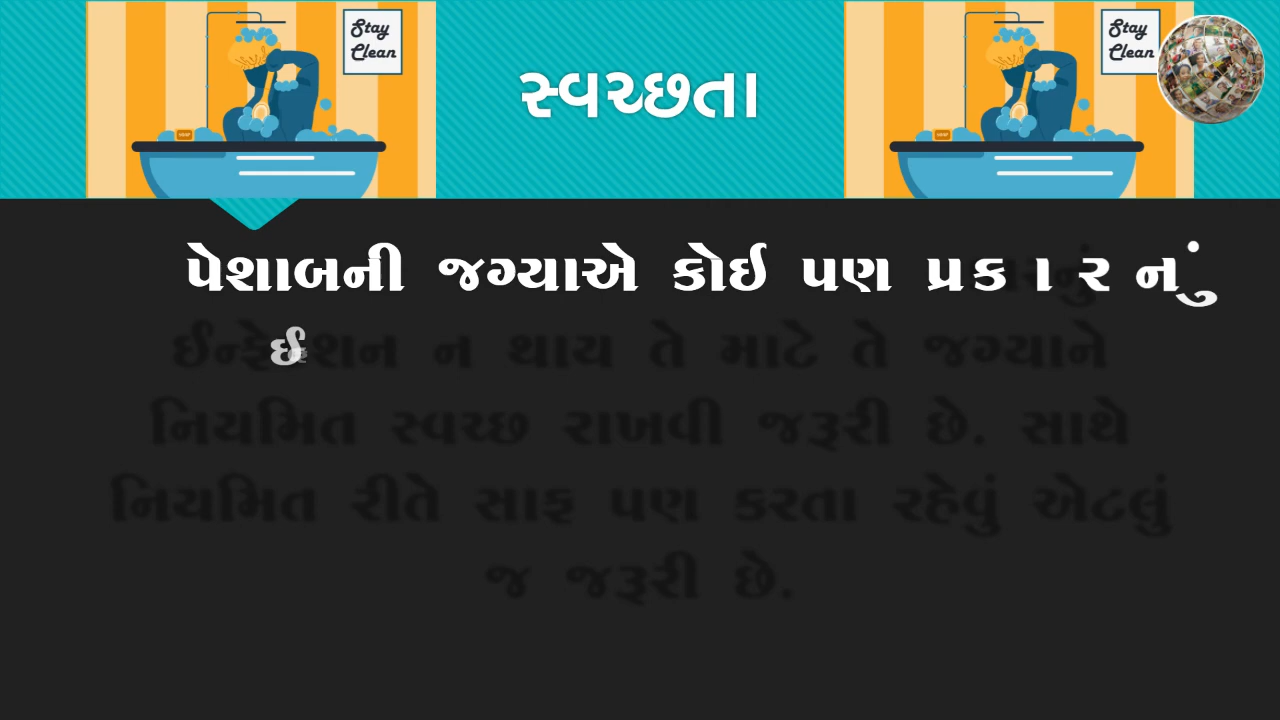 Stay
Clean
સ્વચ્છતા
Stay
Clean
પેશાબની જગ્યાએ કોઈ પણ પ્રકારનું
ઈન્ફેકશન ન થાય તે માટે તે જગ્યાને
નિયમિત સ્વચ્છ રાખવી જરૂરી છે. સાથે
નિયમિત રીતે સાફ પણ કરતા રહેવું એટલું
જ જરૂરી છે.